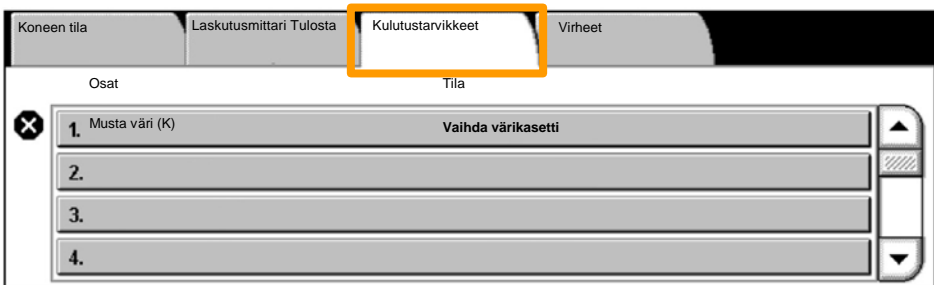 Koneen tila
Laskutusmittari Tulosta
Kulutustarvikkeet
Virheet
Osat
Tila
1. Musta väri (K) Vaihda värikasetti
2.
3.
4.